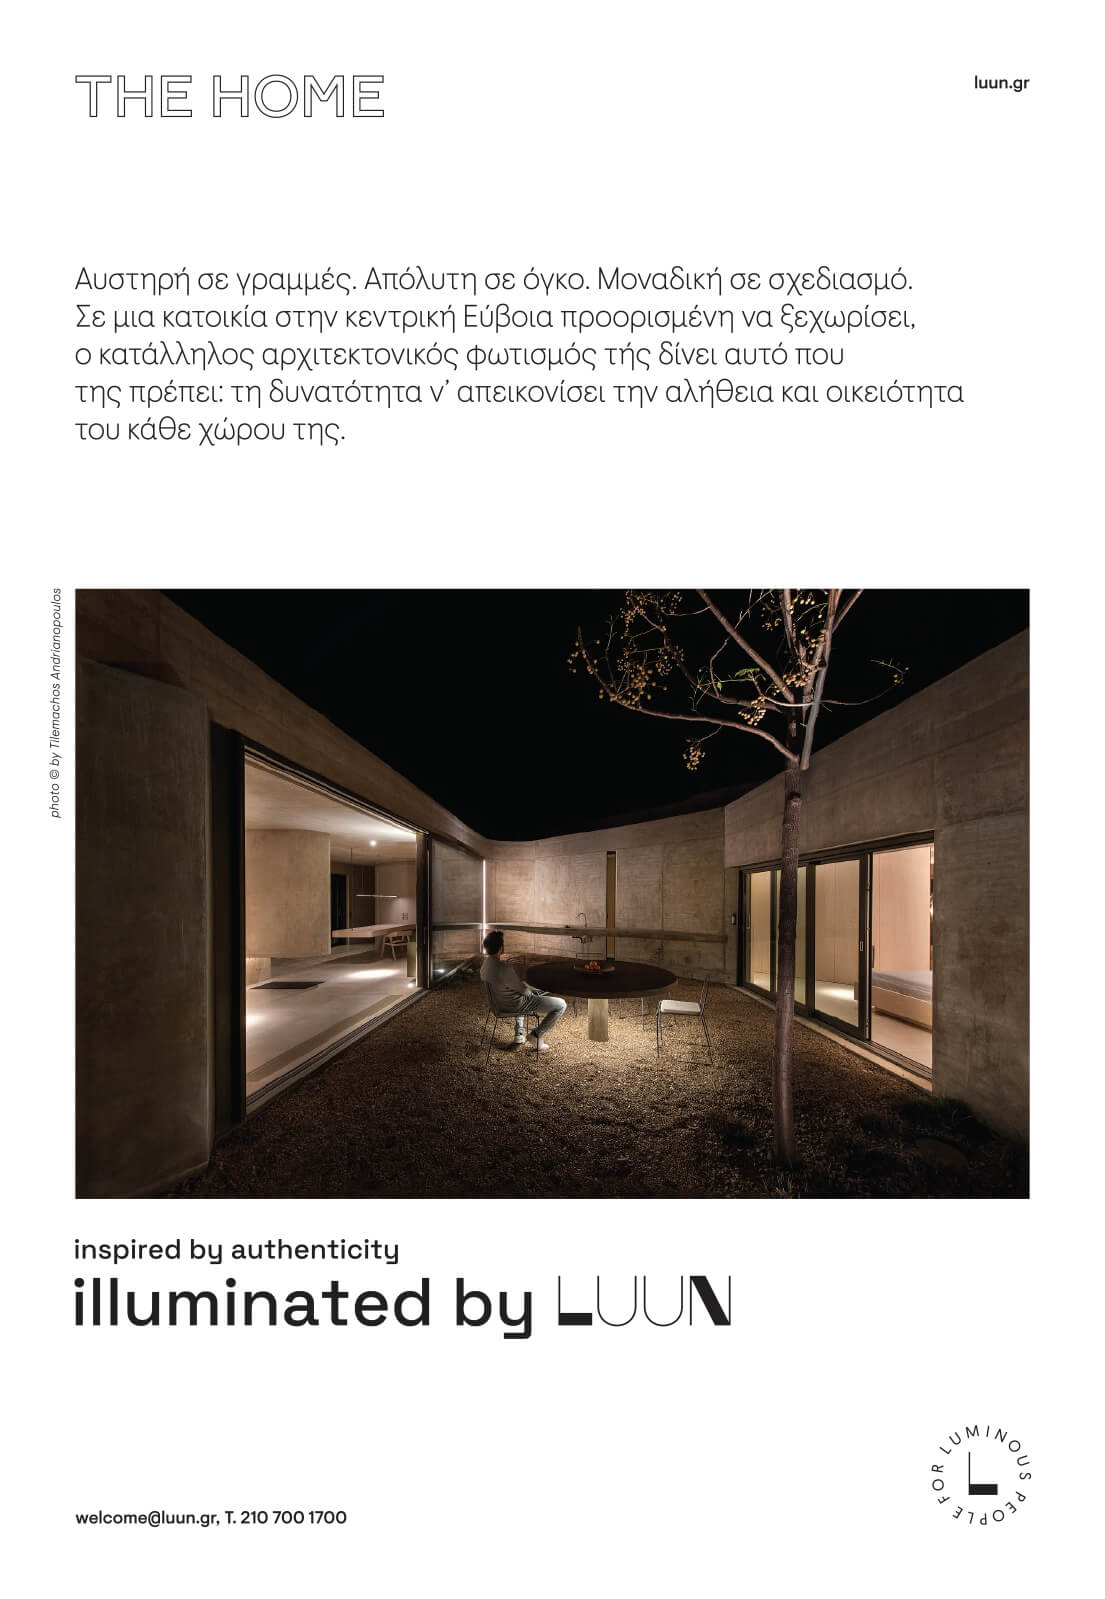 THE HOME
luun.gr
Αυστηρή σε γραμμές. Απόλυτη σε όγκο. Μοναδική σε σχεδιασμό.
Σε μια κατοικία στην κεντρική Εύβοια προορισμένη να ξεχωρίσει,
ο κατάλληλος αρχιτεκτονικός φωτισμός τής δίνει αυτό που
της πρέπει: τη δυνατότητα ν’ απεικονίσει την αλήθεια και οικειότητα
του κάθε χώρου της.
photo © by Tilemachos Andrianopoulos
inspired by authenticity
illuminated by LUUN
FOR LUMINOUS PEOPLE
L
welcome@luun.gr, T. 210 700 1700